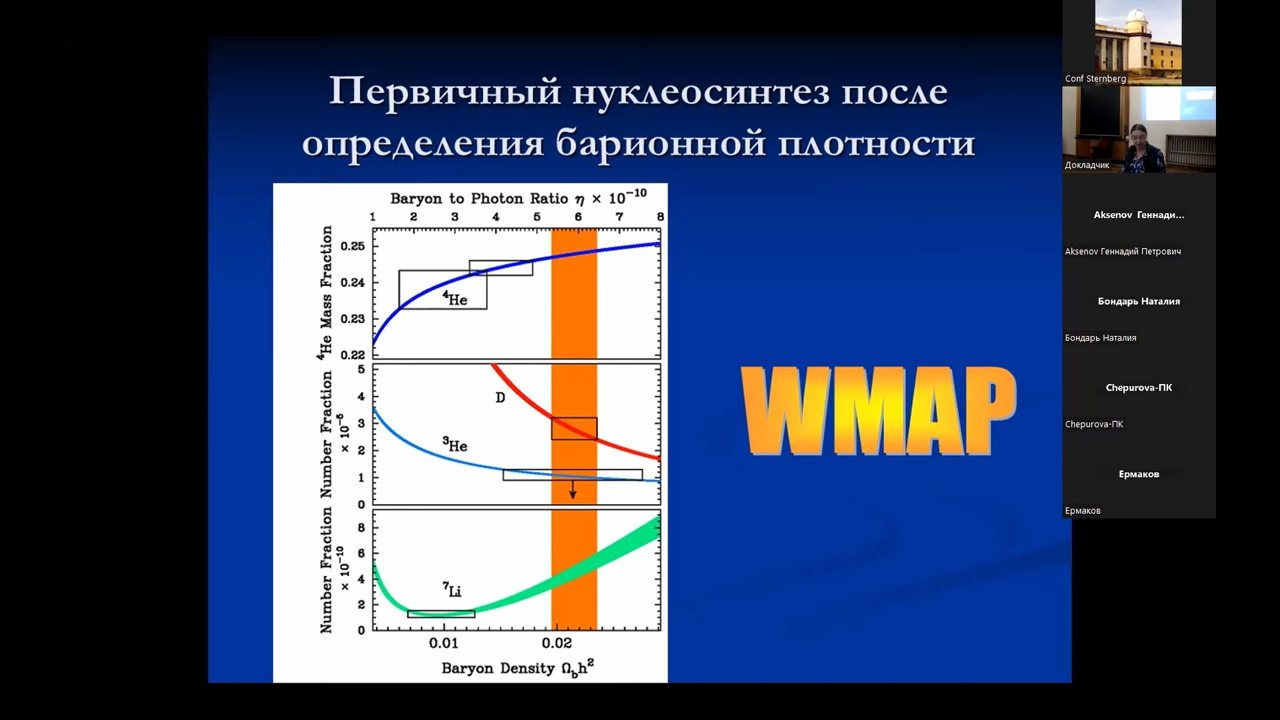 Первичный нуклеосинтез после
определения барионной плотности
Baryon to Photon Ratio η × 10⁻¹⁰
1 2 3 4 5 6 7 8
⁴He Mass Fraction
0.25
0.24
0.23
0.22
⁴He
Number Fraction
× 10⁻⁵
5
4
3
2
1
0
D
³He
Number Fraction
× 10⁻¹⁰
8
6
4
2
0
⁷Li
0.01 0.02
Baryon Density Ω_b h²
WMAP
Conf Sternberg
Докладчик
Aksenov Геннади...
Aksenov Геннадий Петрович
Бондарь Наталия
Бондарь Наталия
Chepurova-ПК
Chepurova-ПК
Ермаков
Ермаков